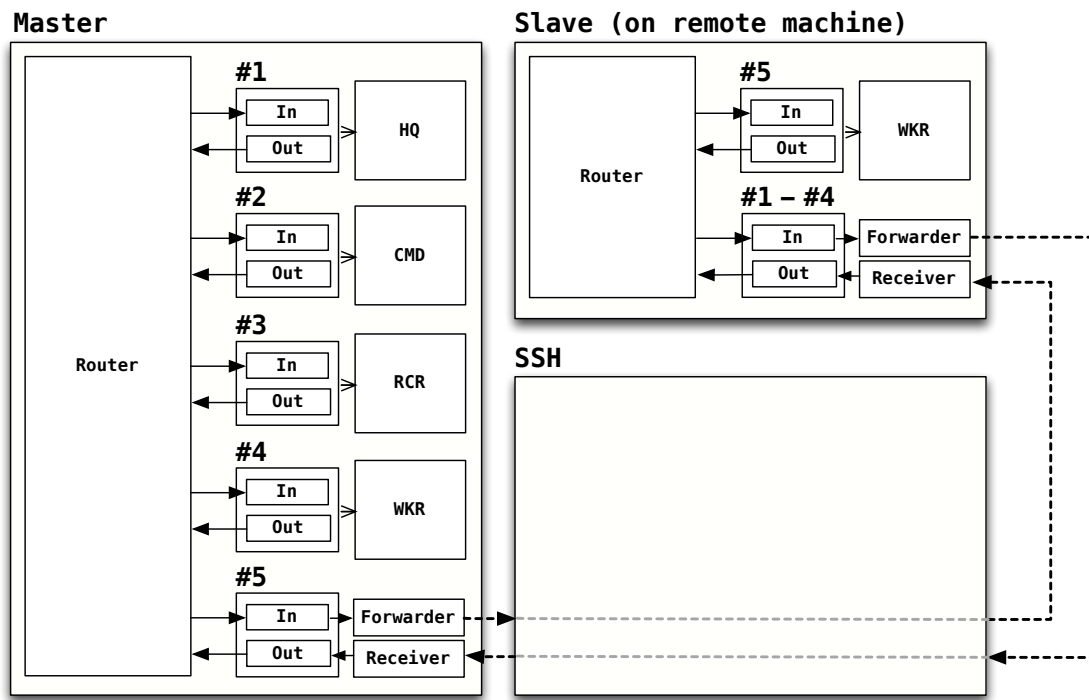 Master
Router
#1
In
Out
HQ
#2
In
Out
CMD
#3
In
Out
RCR
#4
In
Out
WKR
#5
In
Out
Forwarder
Receiver
Slave (on remote machine)
Router
#5
In
Out
WKR
#1 – #4
In
Out
Forwarder
Receiver
SSH